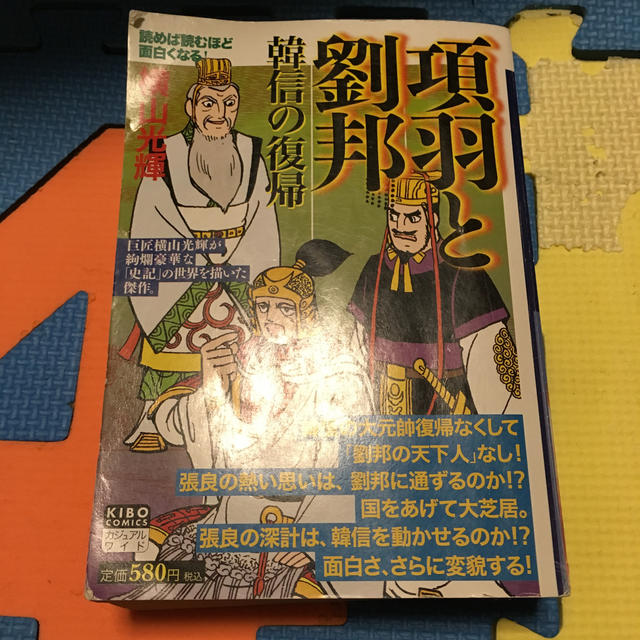 読めば読むほど
面白くなる!
横山光輝
項羽と
劉邦
韓信の復帰
巨匠横山光輝が
絢爛豪華な
「史記」の世界を描いた
傑作。
大元帥復帰なくして
「劉邦の天下人」なし!
張良の熱い思いは、劉邦に通ずるのか!?
国をあげて大芝居。
張良の深計は、韓信を動かせるのか!?
面白さ、さらに変貌する!
KIBO
COMICS
カジュアル
ワイド
定価580円税込